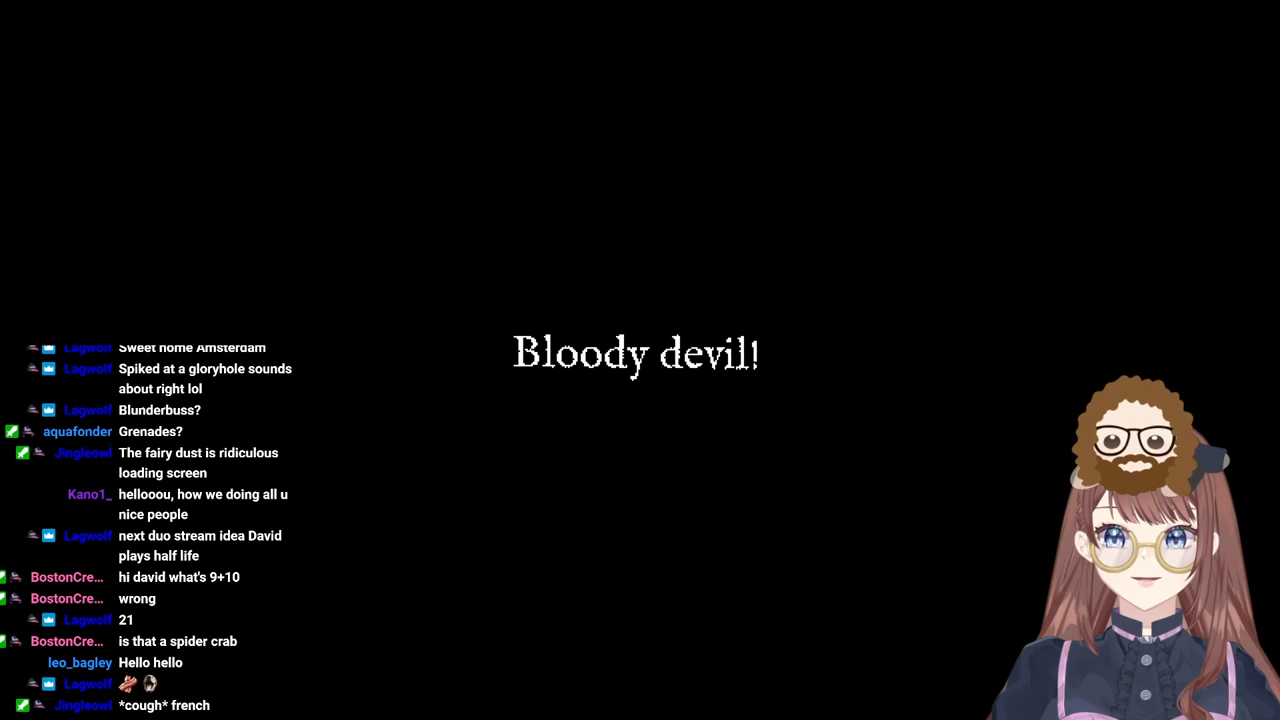 Bloody devil!
Lagwolf Sweet home Amsterdam
Lagwolf Spiked at a gloryhole sounds
about right lol
Lagwolf Blunderbuss?
aquafonder Grenades?
Jingleowl The fairy dust is ridiculous
loading screen
Kano1_ hellooou, how we doing all u
nice people
Lagwolf next duo stream idea David
plays half life
BostonCre... hi david what's 9+10
BostonCre... wrong
Lagwolf 21
BostonCre... is that a spider crab
leo_bagley Hello hello
Lagwolf
Jingleowl *cough* french